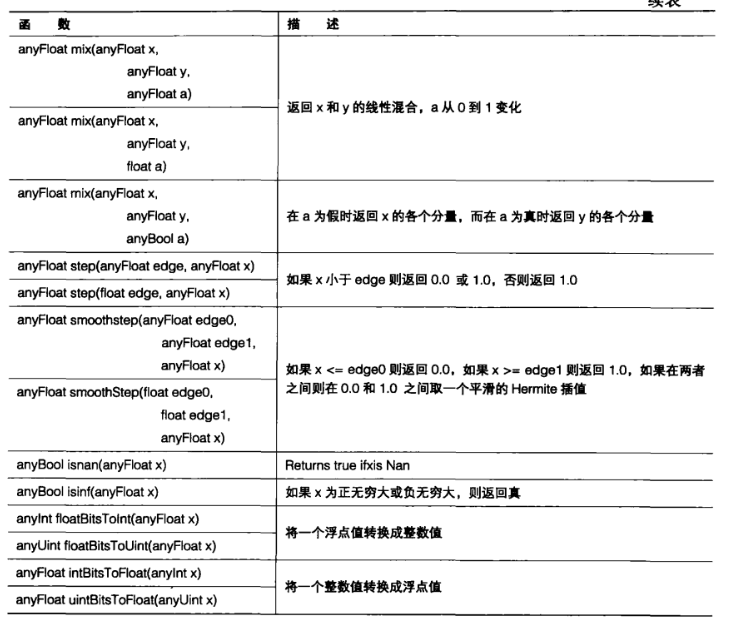 续表
函 数 描 述
anyFloat mix(anyFloat x,
anyFloat y,
anyFloat a)
返回 x 和 y 的线性混合，a 从 0 到 1 变化
anyFloat mix(anyFloat x,
anyFloat y,
float a)
anyFloat mix(anyFloat x,
anyFloat y,
anyBool a)
在 a 为假时返回 x 的各个分量，而在 a 为真时返回 y 的各个分量
anyFloat step(anyFloat edge, anyFloat x)
anyFloat step(float edge, anyFloat x)
如果 x 小于 edge 则返回 0.0 或 1.0，否则返回 1.0
anyFloat smoothstep(anyFloat edge0,
anyFloat edge1,
anyFloat x)
anyFloat smoothStep(float edge0,
float edge1,
anyFloat x)
如果 x <= edge0 则返回 0.0，如果 x >= edge1 则返回 1.0，如果在两者
之间则在 0.0 和 1.0 之间取一个平滑的 Hermite 插值
anyBool isnan(anyFloat x) Returns true ifxis Nan
anyBool isinf(anyFloat x) 如果 x 为正无穷大或负无穷大，则返回真
anyInt floatBitsToInt(anyFloat x)
anyUint floatBitsToUint(anyFloat x)
将一个浮点值转换成整数值
anyFloat intBitsToFloat(anyInt x)
anyFloat uintBitsToFloat(anyUint x)
将一个整数值转换成浮点值